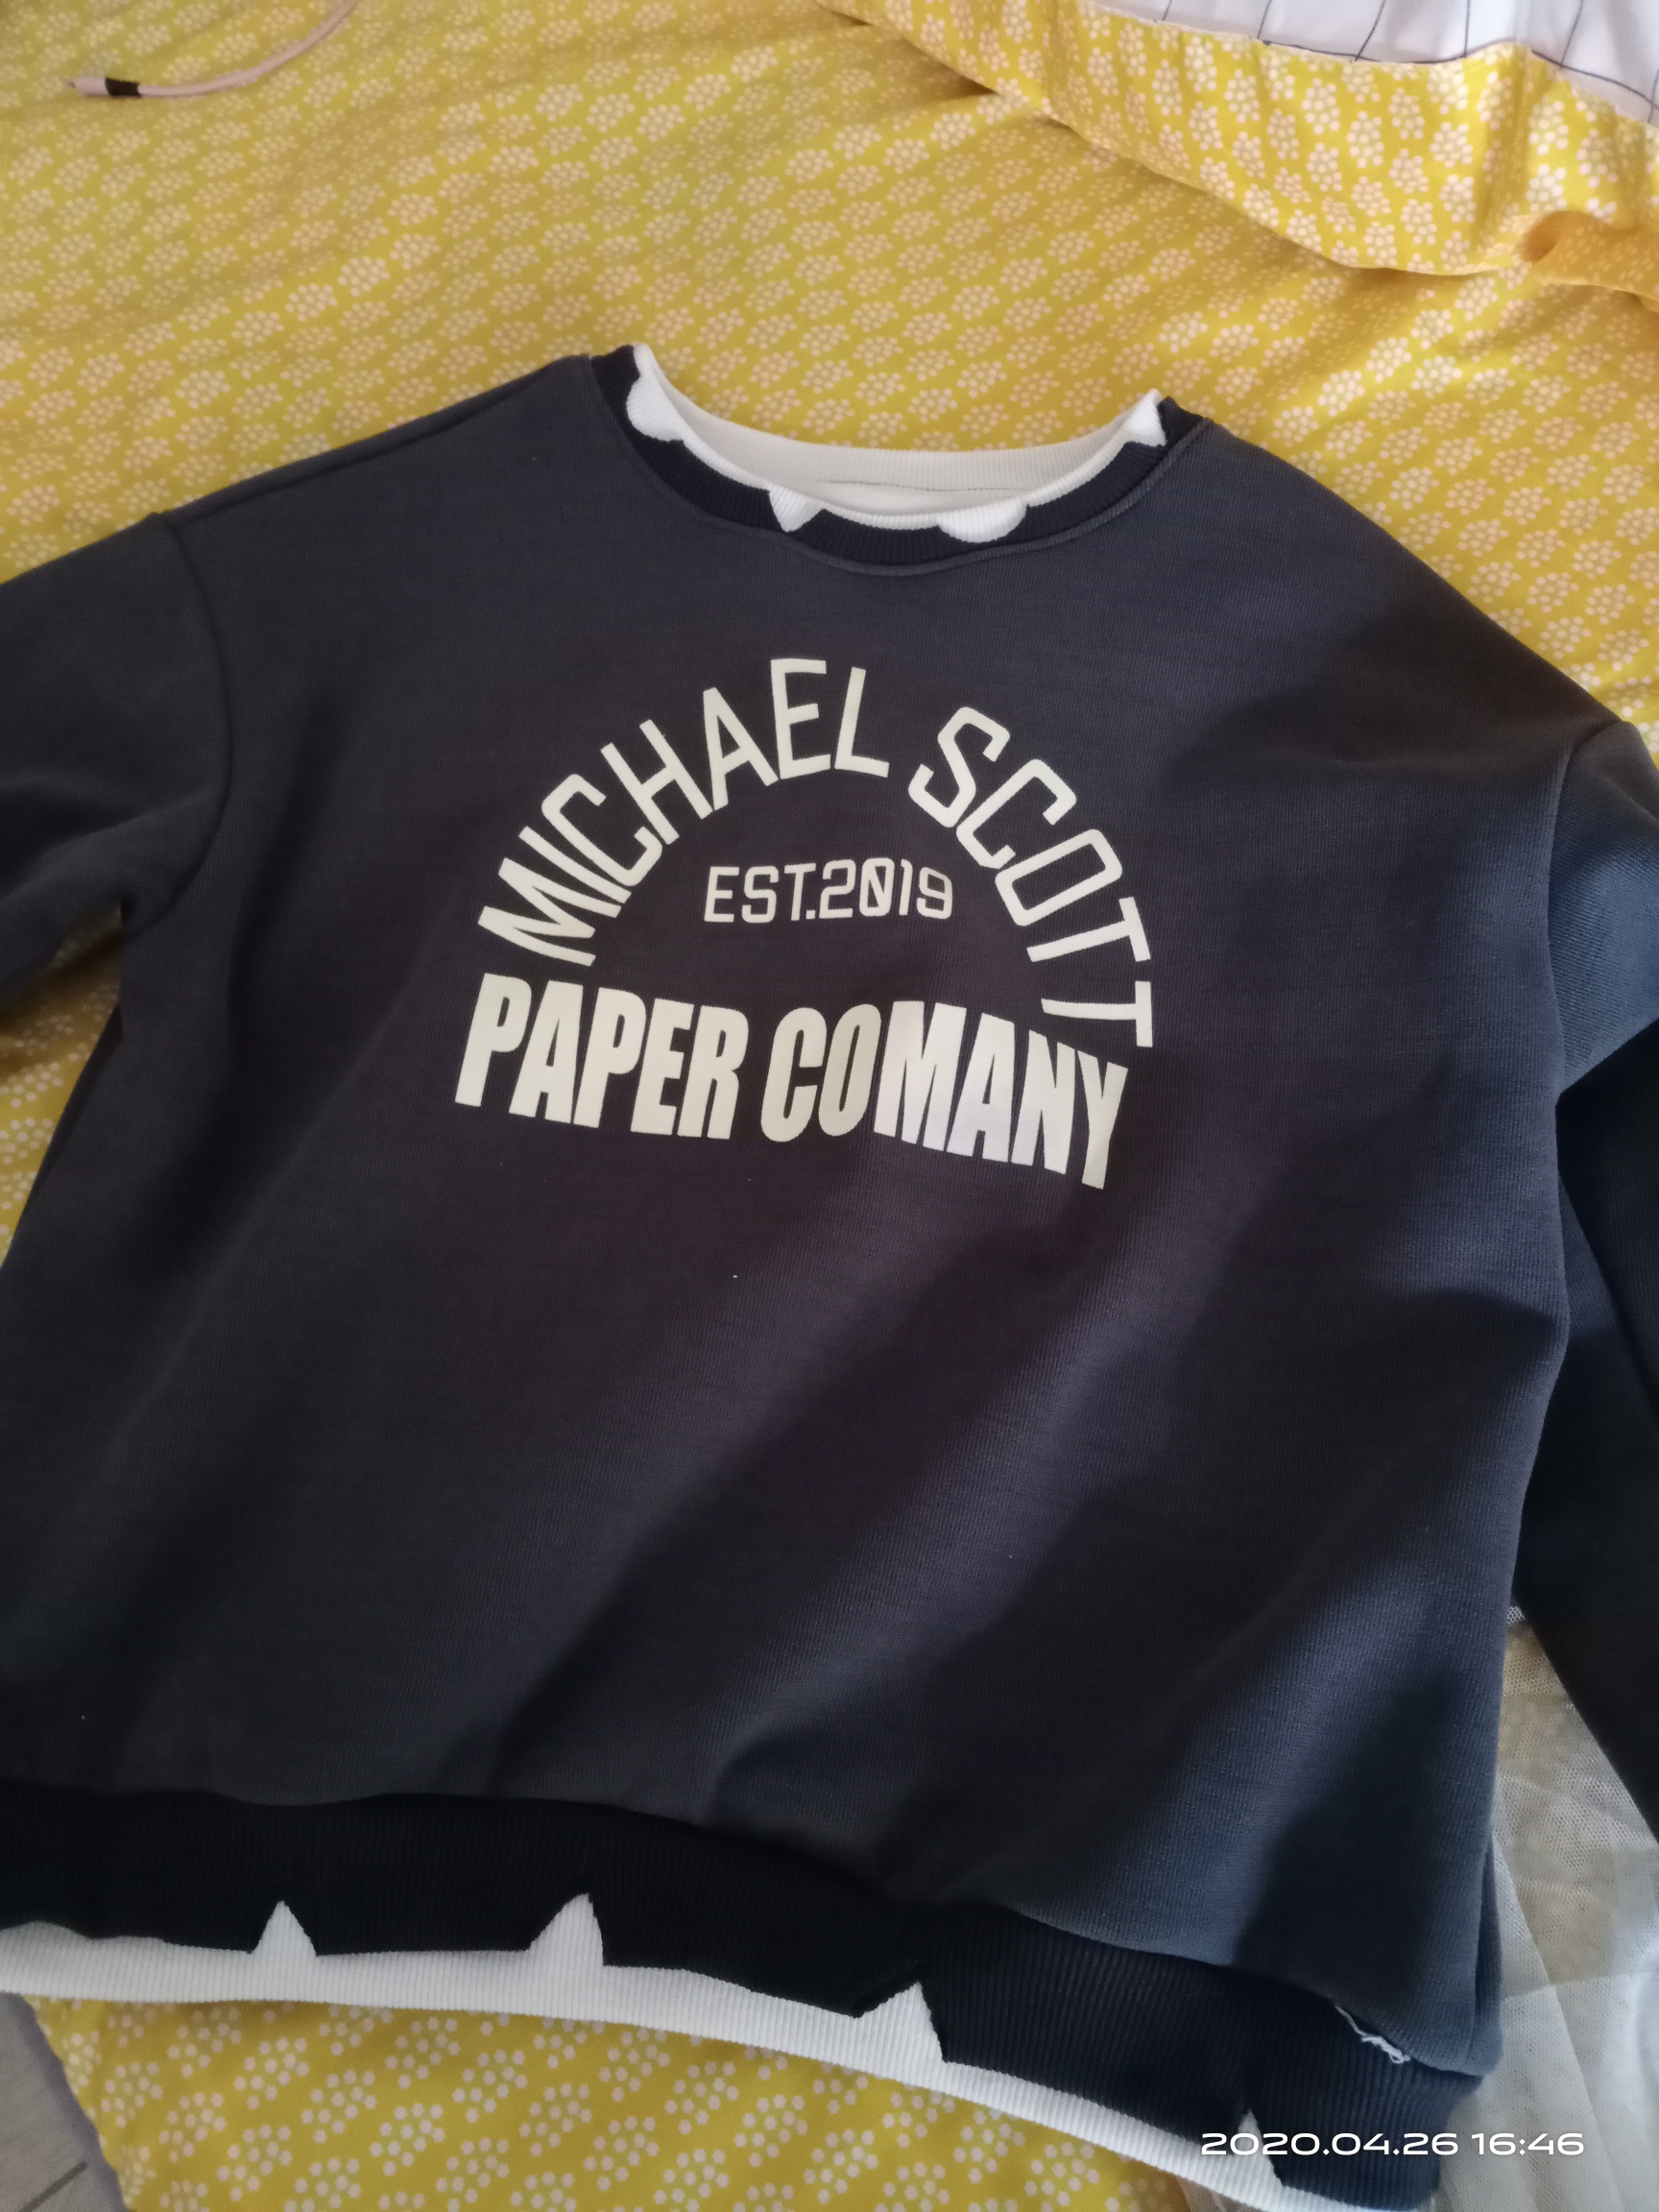 MICHAEL SCOTT
EST.2019
PAPER COMANY
2020.04.26 16:46